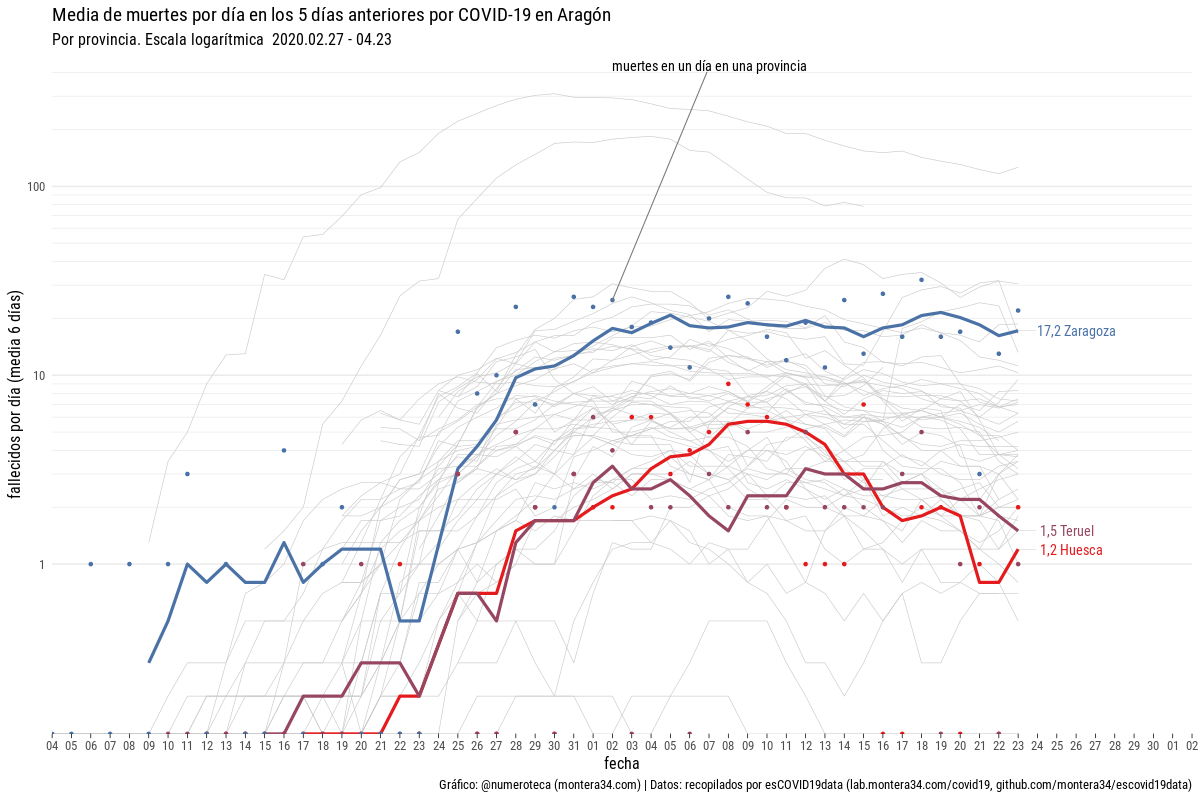 Media de muertes por día en los 5 días anteriores por COVID-19 en Aragón
Por provincia. Escala logarítmica  2020.02.27 - 04.23
muertes en un día en una provincia
100
10
1
fallecidos por día (media 6 días)
17,2 Zaragoza
1,5 Teruel
1,2 Huesca
04 05 06 07 08 09 10 11 12 13 14 15 16 17 18 19 20 21 22 23 24 25 26 27 28 29 30 31 01 02 03 04 05 06 07 08 09 10 11 12 13 14 15 16 17 18 19 20 21 22 23 24 25 26 27 28 29 30 01 02
fecha
Gráfico: @numeroteca (montera34.com) | Datos: recopilados por esCOVID19data (lab.montera34.com/covid19, github.com/montera34/escovid19data)